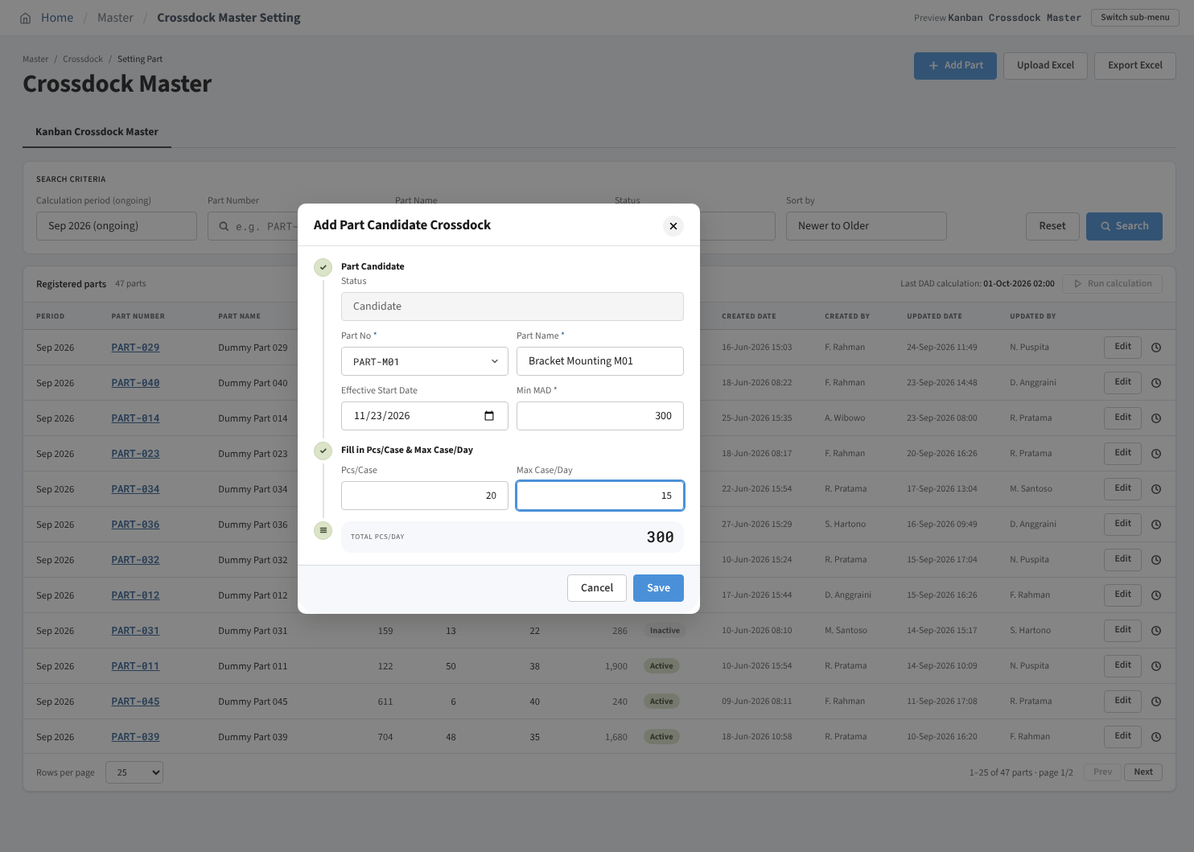 Home / Master / Crossdock Master Setting
Preview Kanban Crossdock Master Switch sub-menu
Master / Crossdock / Setting Part
Crossdock Master
+ Add Part Upload Excel Export Excel
Kanban Crossdock Master
SEARCH CRITERIA
Calculation period (ongoing) Part Number Part Name Status Sort by
Sep 2026 (ongoing) e.g. PART- Newer to Older Reset Search
Registered parts 47 parts Last DAD calculation: 01-Oct-2026 02:00 Run calculation
PERIOD PART NUMBER PART NAME CREATED DATE CREATED BY UPDATED DATE UPDATED BY
Sep 2026 PART-029 Dummy Part 029 16-Jun-2026 15:03 F. Rahman 24-Sep-2026 11:49 N. Puspita Edit
Sep 2026 PART-040 Dummy Part 040 18-Jun-2026 08:22 F. Rahman 23-Sep-2026 14:48 D. Anggraini Edit
Sep 2026 PART-014 Dummy Part 014 25-Jun-2026 15:35 A. Wibowo 23-Sep-2026 08:00 R. Pratama Edit
Sep 2026 PART-023 Dummy Part 023 18-Jun-2026 08:17 F. Rahman 20-Sep-2026 16:26 R. Pratama Edit
Sep 2026 PART-034 Dummy Part 034 22-Jun-2026 15:54 R. Pratama 17-Sep-2026 13:04 M. Santoso Edit
Sep 2026 PART-036 Dummy Part 036 27-Jun-2026 15:29 S. Hartono 16-Sep-2026 09:49 D. Anggraini Edit
Sep 2026 PART-032 Dummy Part 032 10-Jun-2026 15:54 R. Pratama 15-Sep-2026 17:04 N. Puspita Edit
Sep 2026 PART-012 Dummy Part 012 17-Jun-2026 15:44 D. Anggraini 15-Sep-2026 16:26 F. Rahman Edit
Sep 2026 PART-031 Dummy Part 031 159 13 22 286 Inactive 10-Jun-2026 08:10 M. Santoso 14-Sep-2026 15:17 S. Hartono Edit
Sep 2026 PART-011 Dummy Part 011 122 50 38 1,900 Active 10-Jun-2026 15:54 R. Pratama 14-Sep-2026 10:09 N. Puspita Edit
Sep 2026 PART-045 Dummy Part 045 611 6 40 240 Active 09-Jun-2026 08:11 F. Rahman 11-Sep-2026 17:08 R. Pratama Edit
Sep 2026 PART-039 Dummy Part 039 704 48 35 1,680 Active 18-Jun-2026 10:58 R. Pratama 10-Sep-2026 16:20 F. Rahman Edit
Rows per page 25 1–25 of 47 parts · page 1/2 Prev Next
Add Part Candidate Crossdock
Part Candidate
Status
Candidate
Part No * Part Name *
PART-M01 Bracket Mounting M01
Effective Start Date Min MAD *
11/23/2026 300
Fill in Pcs/Case & Max Case/Day
Pcs/Case Max Case/Day
20 15
TOTAL PCS/DAY 300
Cancel Save